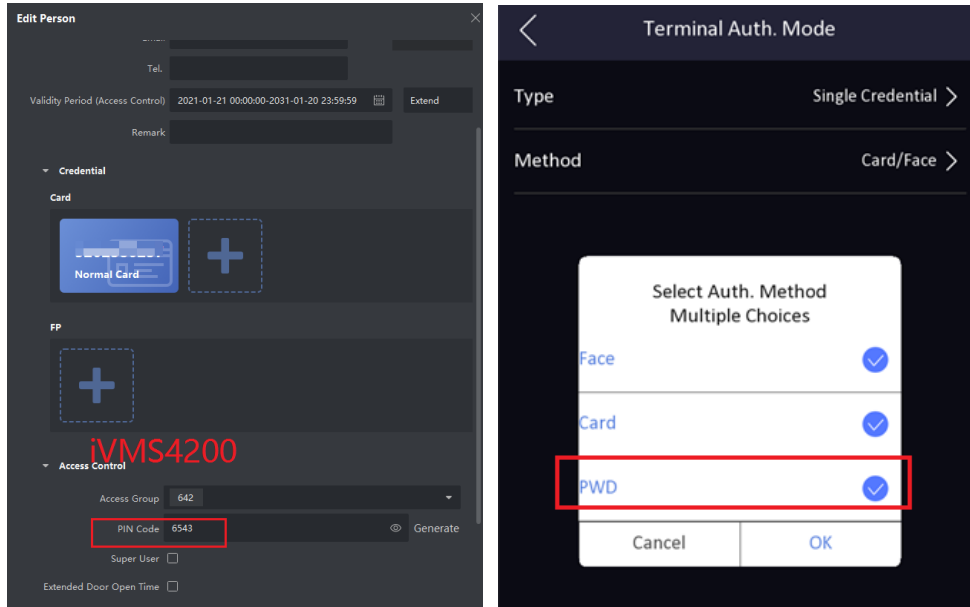 Edit Person
Tel.
Validity Period (Access Control) 2021-01-21 00:00:00-2031-01-20 23:59:59 Extend
Remark
Credential
Card
Normal Card
FP
iVMS4200
Access Control
Access Group 642
PIN Code 6543 Generate
Super User
Extended Door Open Time
Terminal Auth. Mode
Type Single Credential
Method Card/Face
Select Auth. Method
Multiple Choices
Face
Card
PWD
Cancel OK